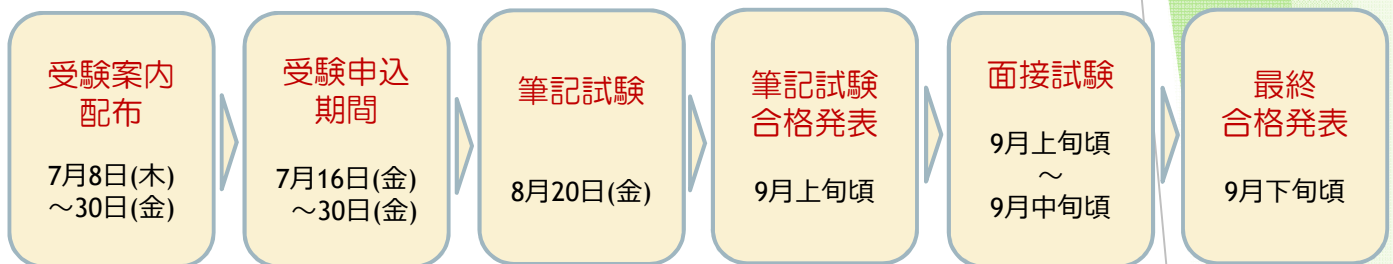 受験案内
配布
7月8日(木)
～30日(金)
受験申込
期間
7月16日(金)
～30日(金)
筆記試験
8月20日(金)
筆記試験
合格発表
9月上旬頃
面接試験
9月上旬頃
～
9月中旬頃
最終
合格発表
9月下旬頃